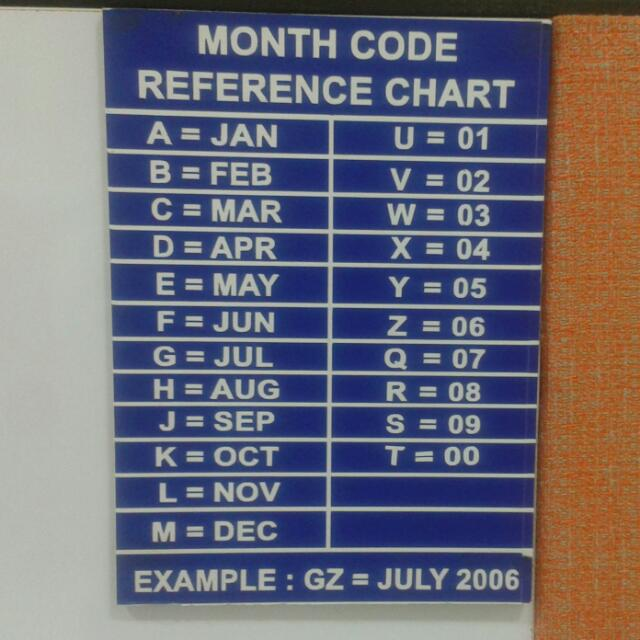 MONTH CODE
REFERENCE CHART
A = JAN U = 01
B = FEB V = 02
C = MAR W = 03
D = APR X = 04
E = MAY Y = 05
F = JUN Z = 06
G = JUL Q = 07
H = AUG R = 08
J = SEP S = 09
K = OCT T = 00
L = NOV
M = DEC
EXAMPLE : GZ = JULY 2006